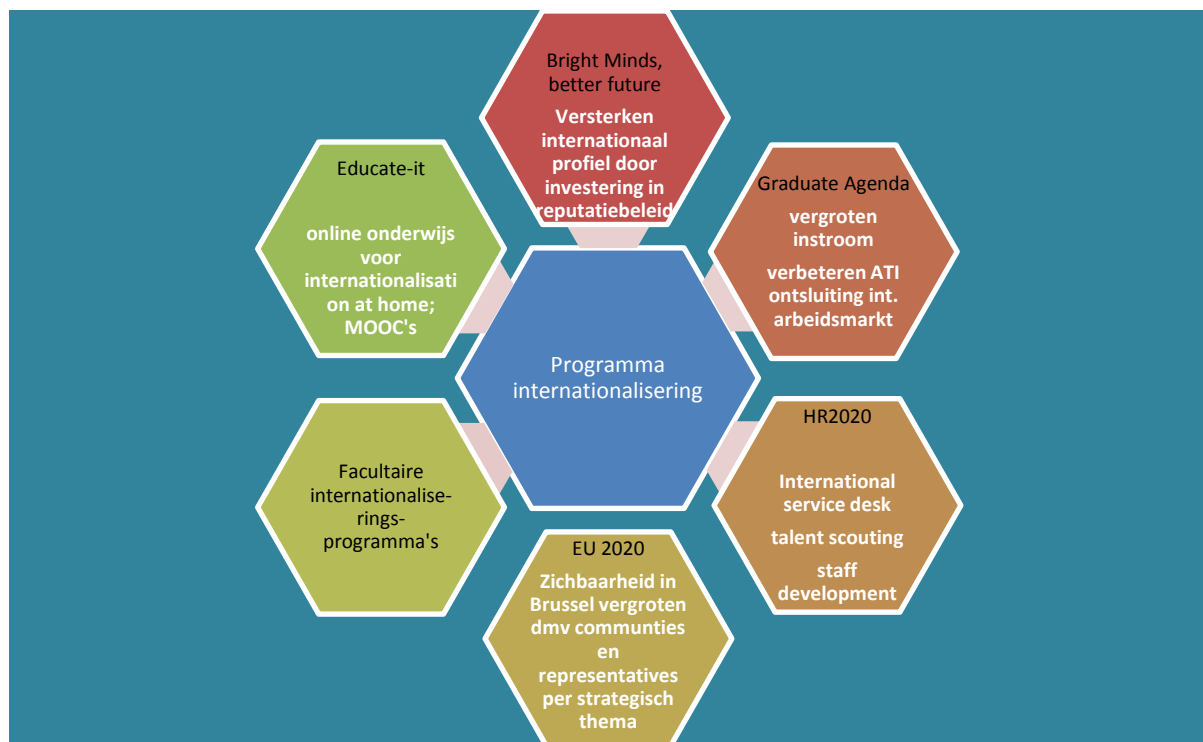 Bright Minds,
better future
Versterken
internationaal
profiel door
investering in
reputatiebeleid
Graduate Agenda
vergroten
instroom
verbeteren ATI
ontsluiting int.
arbeidsmarkt
HR2020
International
service desk
talent scouting
staff
development
EU 2020
Zichbaarheid in
Brussel vergroten
dmv communties
en
representatives
per strategisch
thema
Facultaire
internationalise-
rings-
programma's
Educate-it
online onderwijs
voor
internationalisati
on at home;
MOOC's
Programma
internationalisering